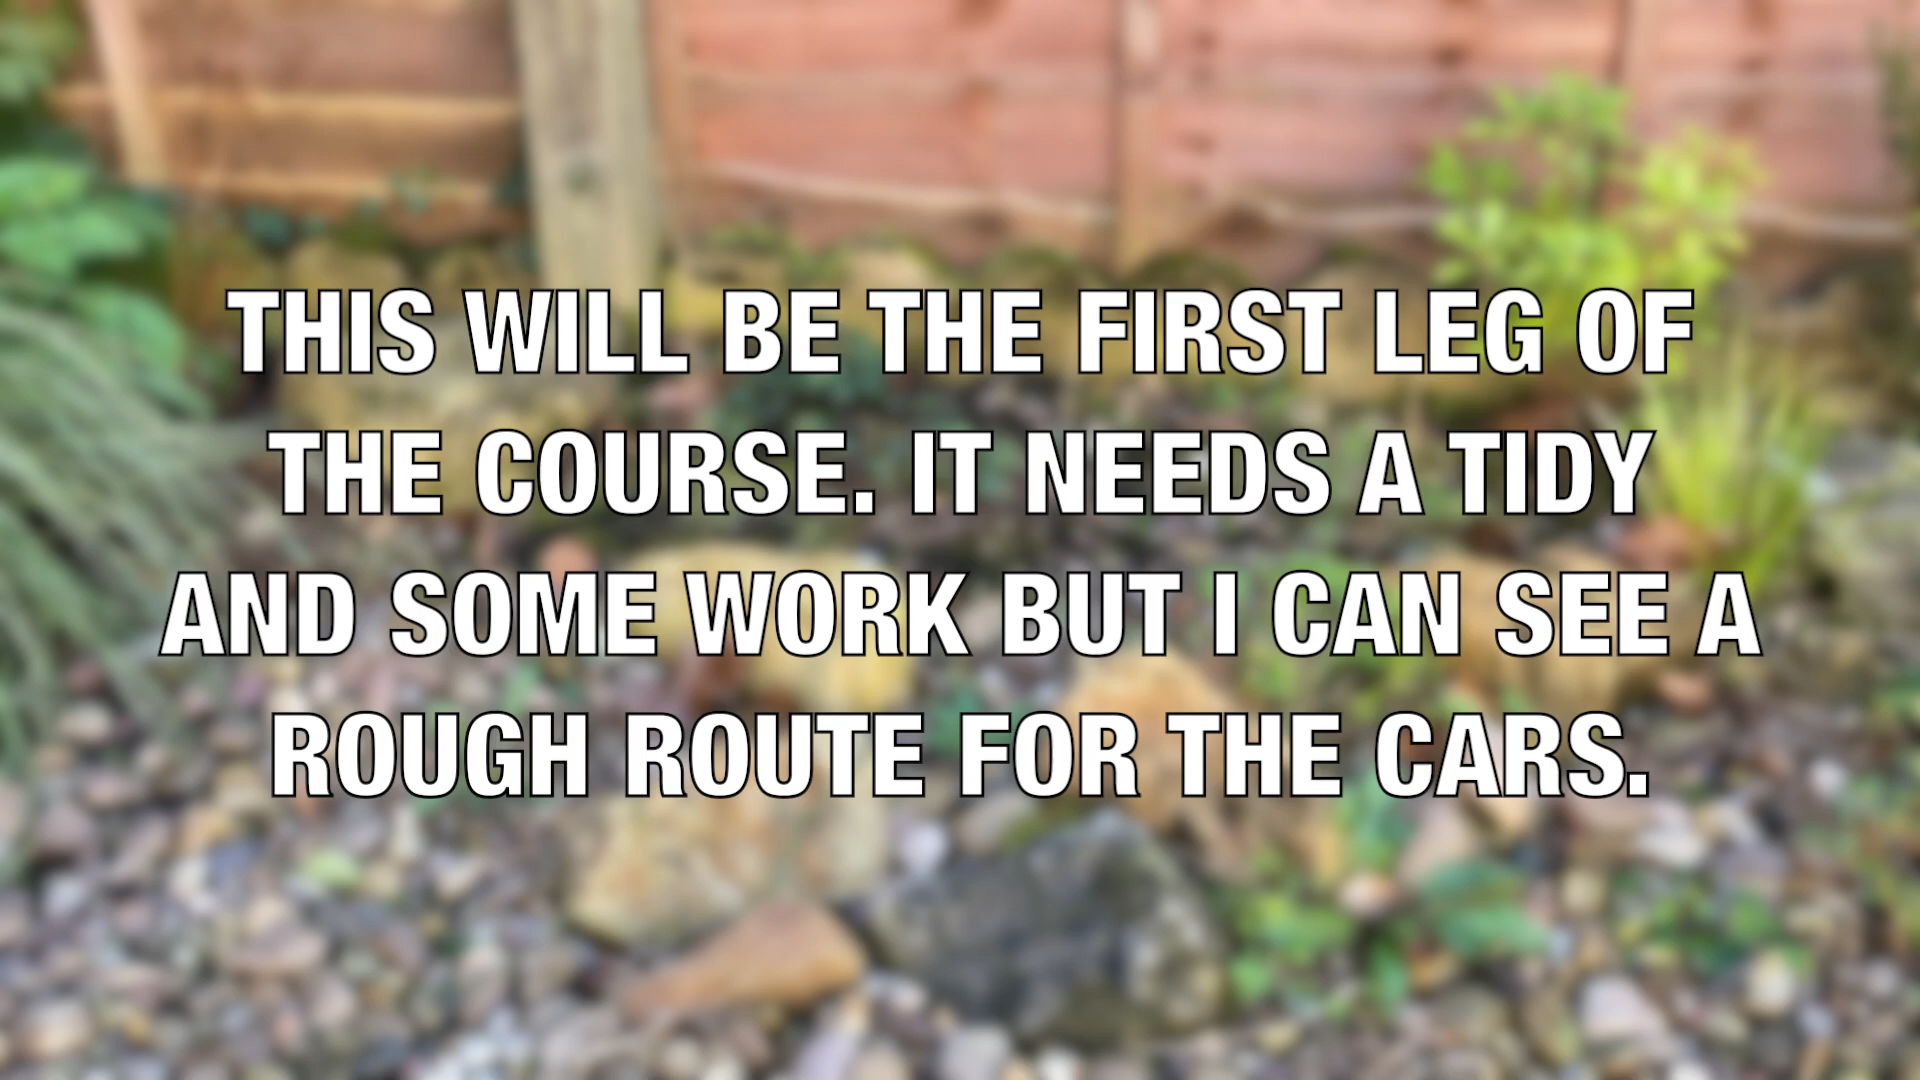 THIS WILL BE THE FIRST LEG OF
THE COURSE. IT NEEDS A TIDY
AND SOME WORK BUT I CAN SEE A
ROUGH ROUTE FOR THE CARS.